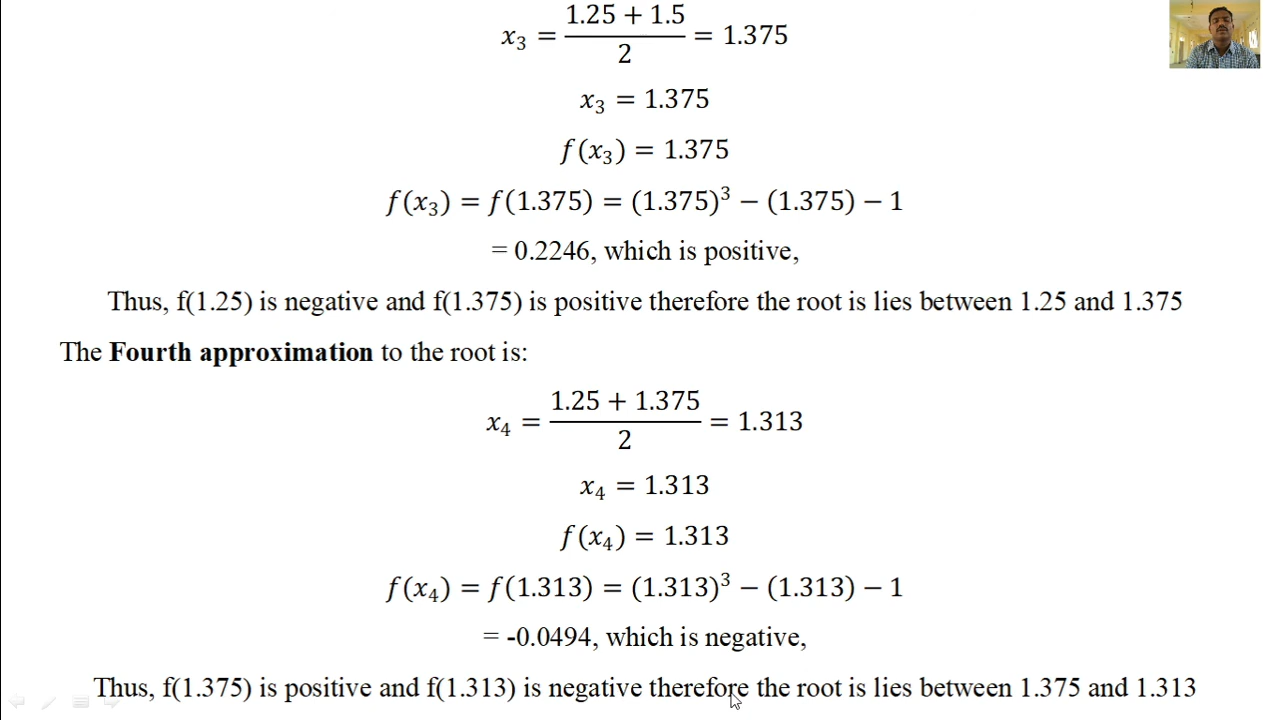 x₃ = (1.25 + 1.5)/2 = 1.375
x₃ = 1.375
f(x₃) = 1.375
f(x₃) = f(1.375) = (1.375)³ − (1.375) − 1
= 0.2246, which is positive,
Thus, f(1.25) is negative and f(1.375) is positive therefore the root is lies between 1.25 and 1.375
The Fourth approximation to the root is:
x₄ = (1.25 + 1.375)/2 = 1.313
x₄ = 1.313
f(x₄) = 1.313
f(x₄) = f(1.313) = (1.313)³ − (1.313) − 1
= -0.0494, which is negative,
Thus, f(1.375) is positive and f(1.313) is negative therefore the root is lies between 1.375 and 1.313